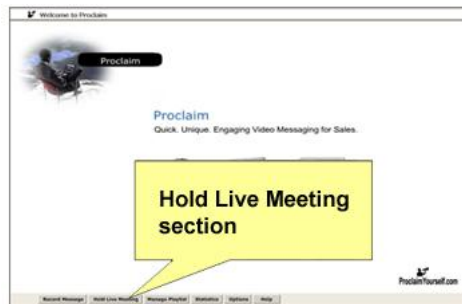 Welcome to Proclaim
Proclaim
Proclaim
Quick. Unique. Engaging Video Messaging for Sales.
Hold Live Meeting
section
ProclaimYourself.com
Record Message Hold Live Meeting Manage Playlist Statistics Options Help